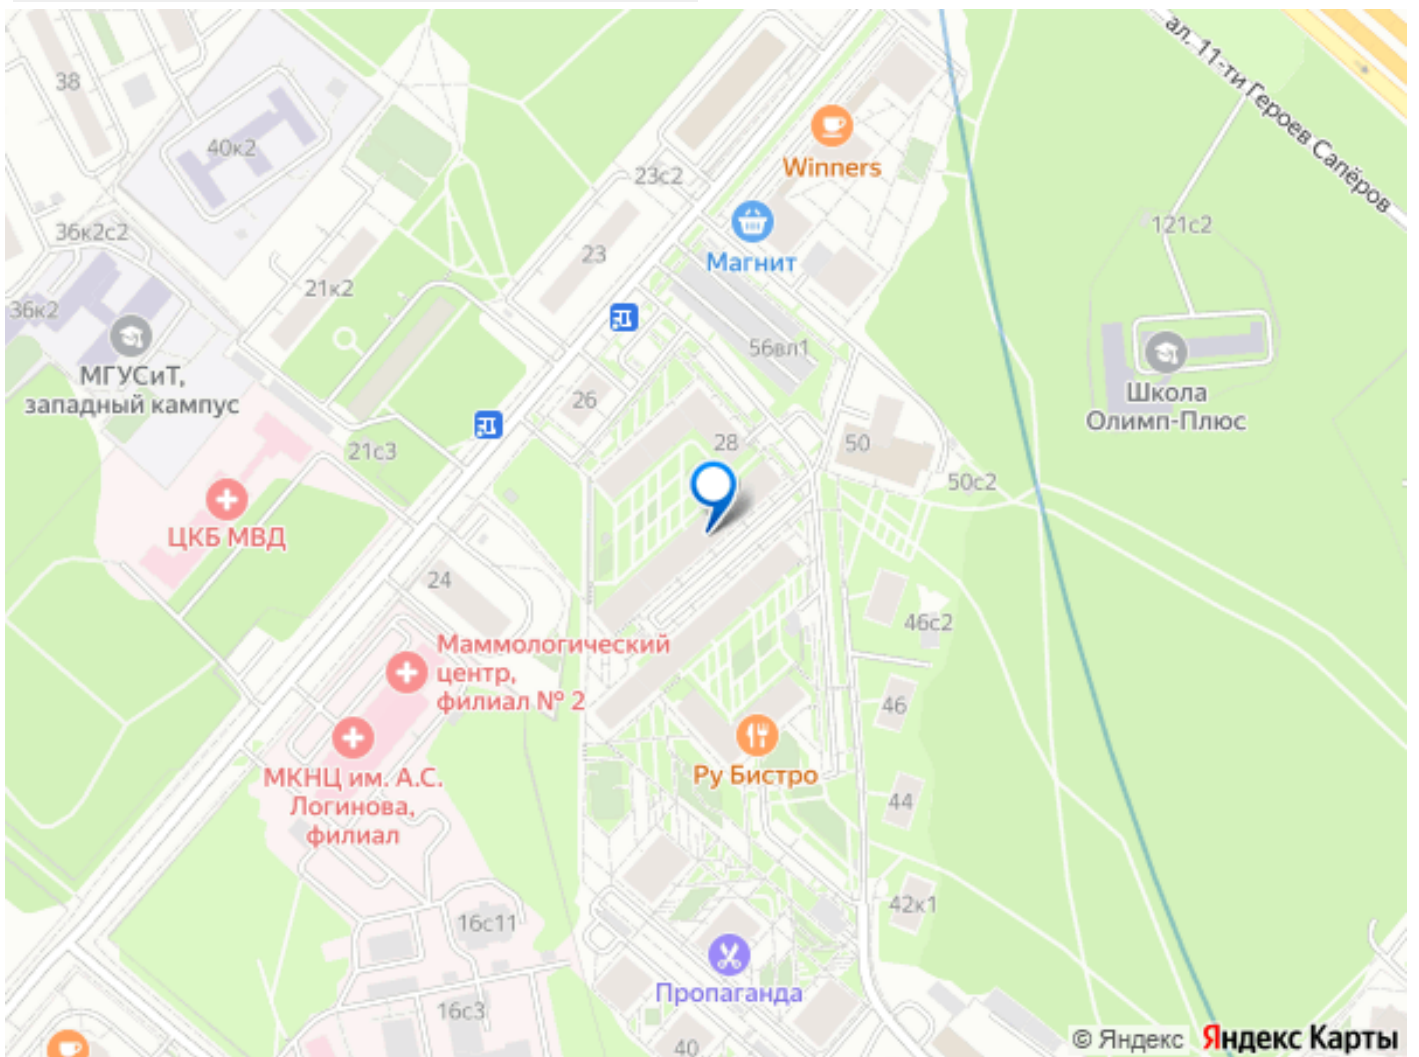 ал. 11-ти Героев Сапёров
38
40к2
Winners
23с2
36к2с2
121с2
23
Магнит
21к2
36к2
56вл1
МГУСиТ,
западный кампус
Школа
Олимп-Плюс
26
28
50
21с3
50с2
ЦКБ МВД
24
46с2
Маммологический
центр,
филиал № 2
46
МКНЦ им. А.С.
Логинова,
филиал
Ру Бистро
44
42к1
16с11
Пропаганда
16с3
40
© Яндекс Яндекс Карты